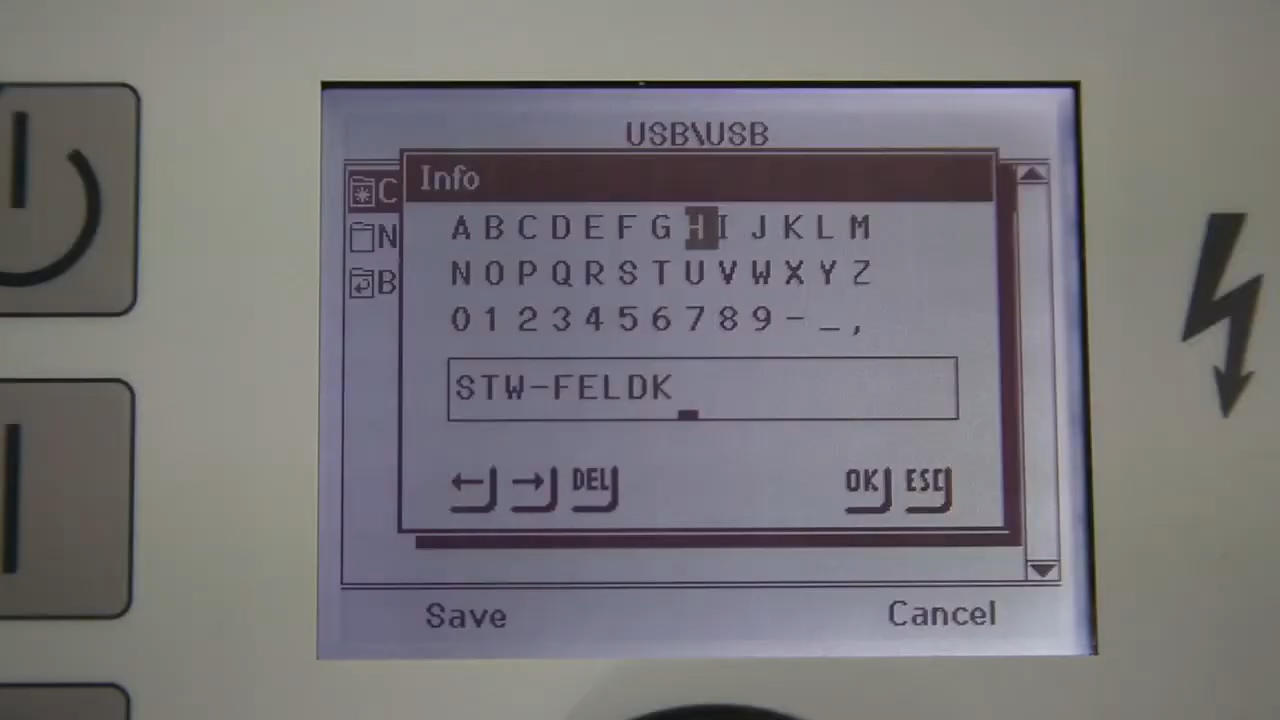 USB\USB
Info
C
N
B
A B C D E F G H I J K L M
N O P Q R S T U V W X Y Z
0 1 2 3 4 5 6 7 8 9 - _ ,
STW-FELDK
← → DEL OK ESC
Save Cancel